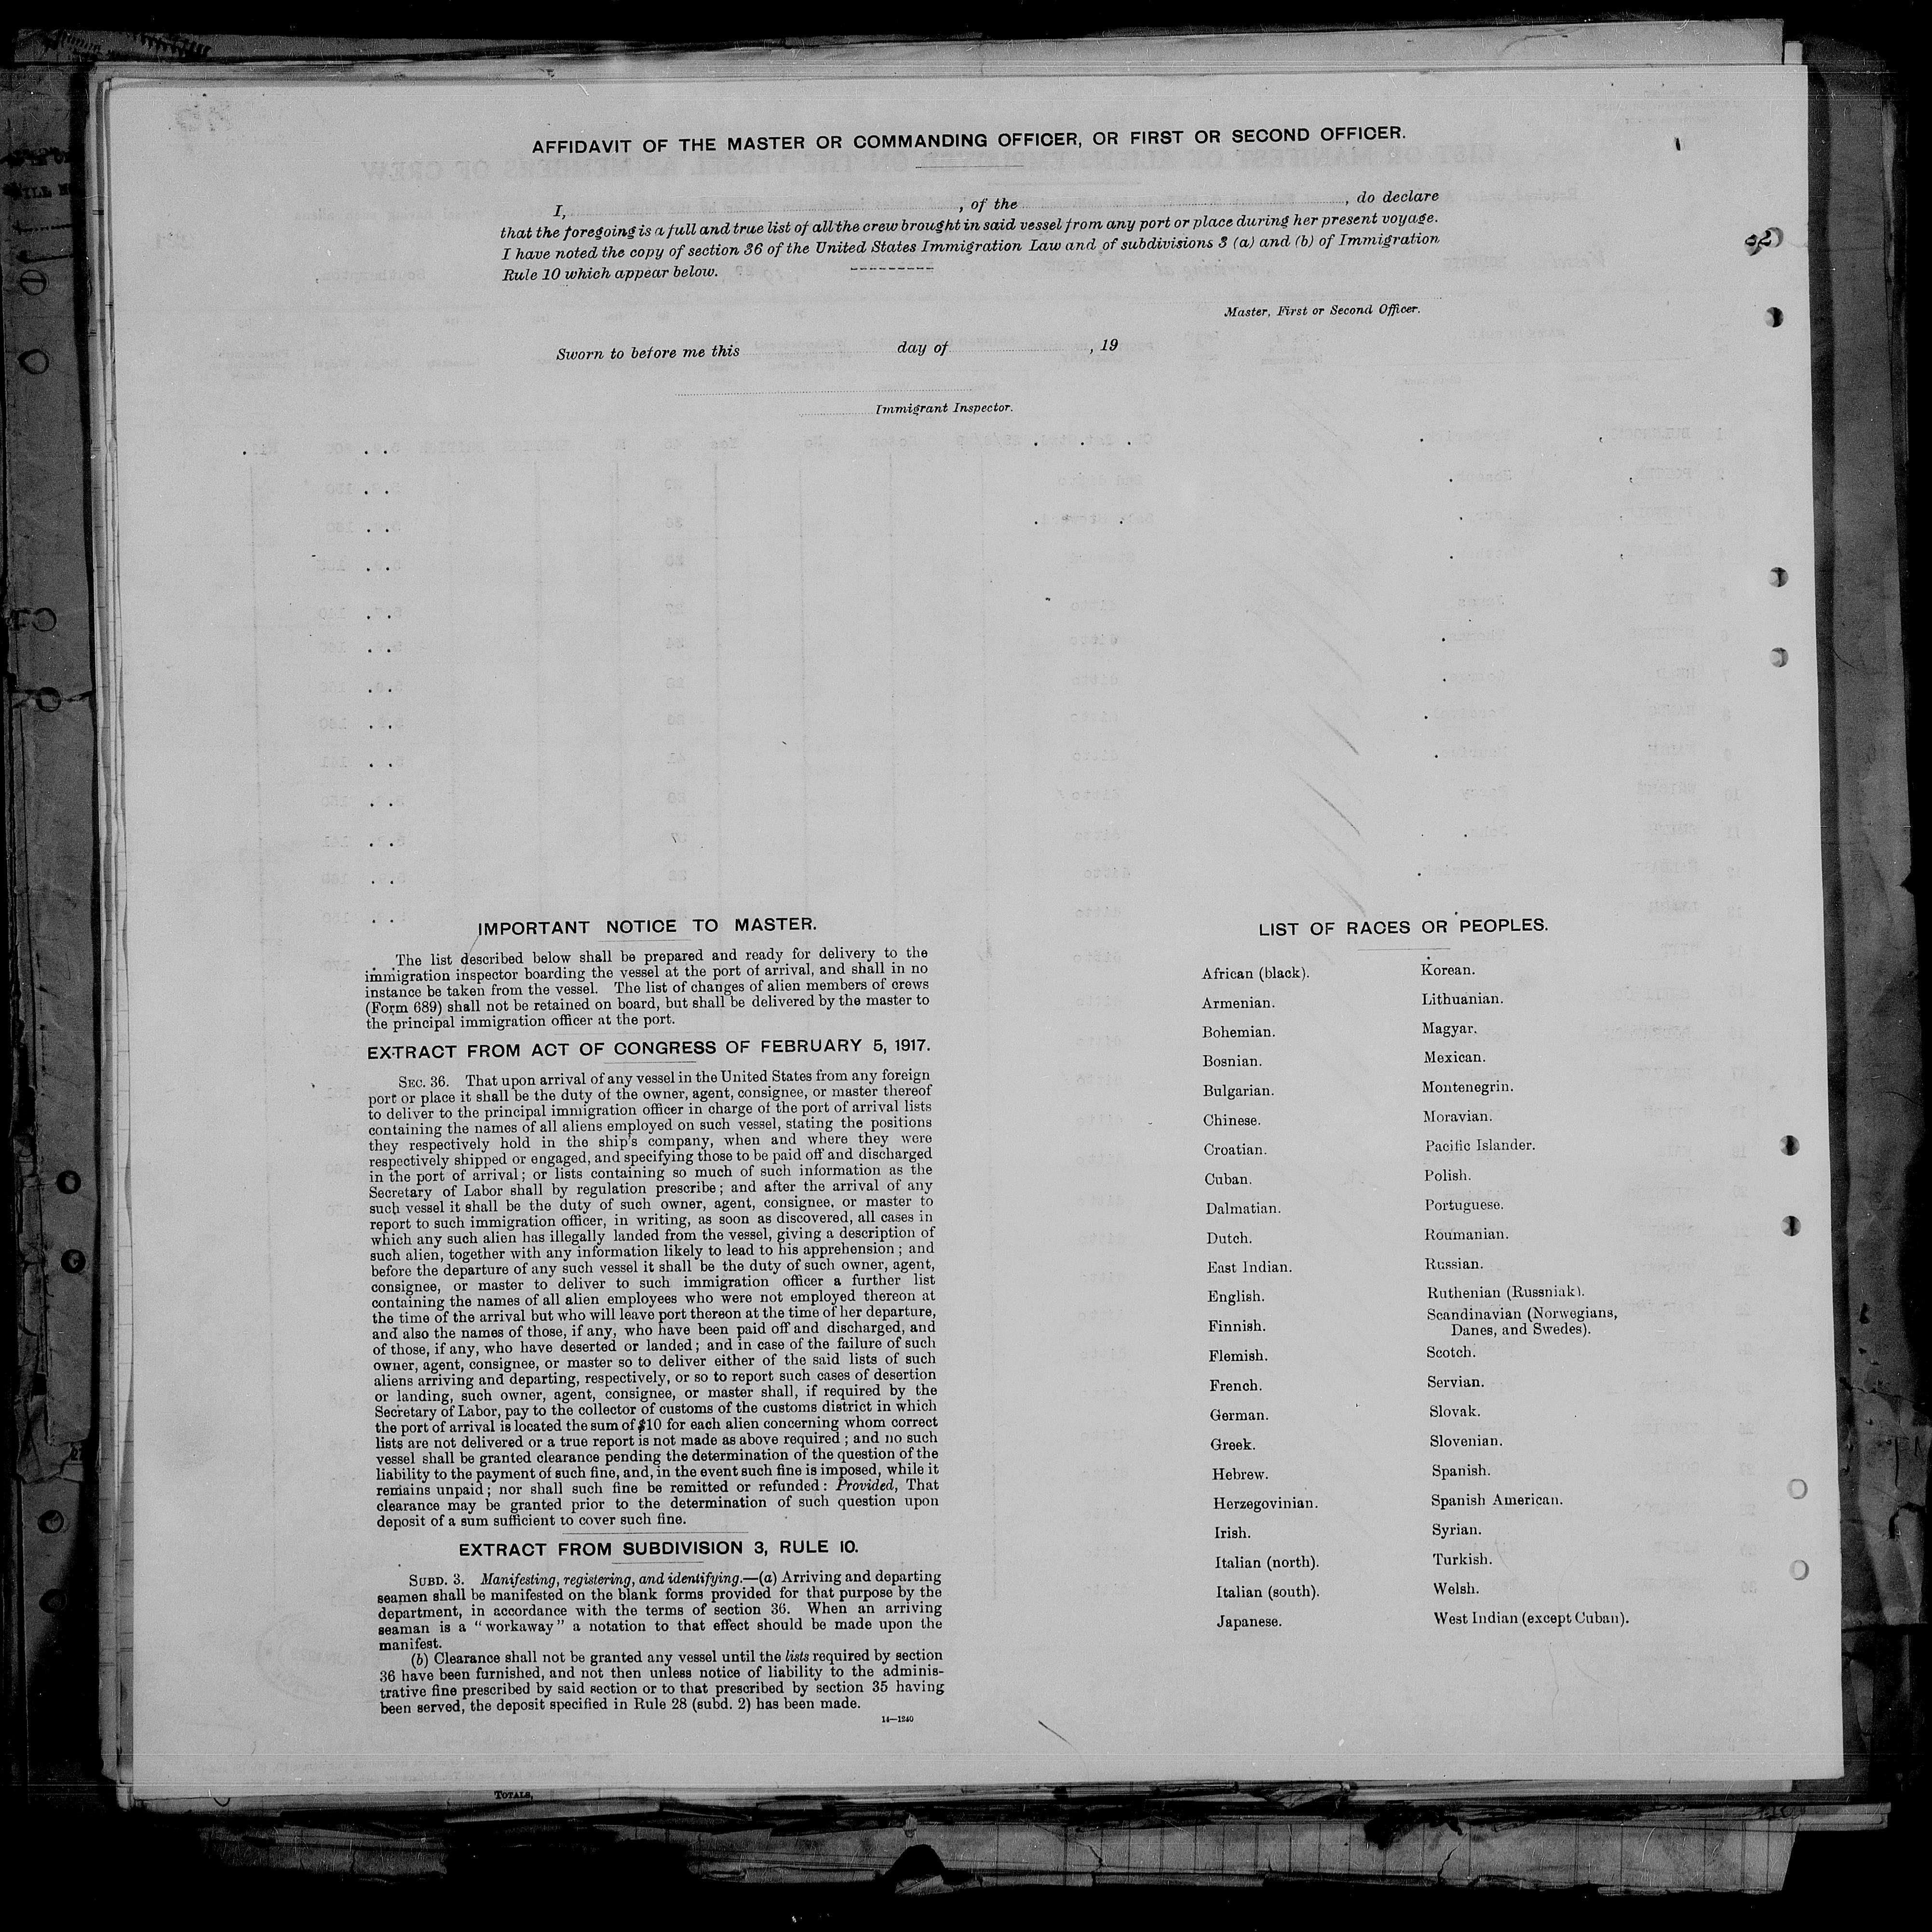 AFFIDAVIT OF THE MASTER OR COMMANDING OFFICER, OR FIRST OR SECOND OFFICER.
I, , of the , do declare
that the foregoing is a full and true list of all the crew brought in said vessel from any port or place during her present voyage.
I have noted the copy of section 36 of the United States Immigration Law and of subdivisions 3 (a) and (b) of Immigration
Rule 10 which appear below.
Master, First or Second Officer.
Sworn to before me this day of , 19
Immigrant Inspector.
IMPORTANT NOTICE TO MASTER.
The list described below shall be prepared and ready for delivery to the
immigration inspector boarding the vessel at the port of arrival, and shall in no
instance be taken from the vessel. The list of changes of alien members of crews
(Form 689) shall not be retained on board, but shall be delivered by the master to
the principal immigration officer at the port.
EXTRACT FROM ACT OF CONGRESS OF FEBRUARY 5, 1917.
SEC. 36. That upon arrival of any vessel in the United States from any foreign
port or place it shall be the duty of the owner, agent, consignee, or master thereof
to deliver to the principal immigration officer in charge of the port of arrival lists
containing the names of all aliens employed on such vessel, stating the positions
they respectively hold in the ship's company, when and where they were
respectively shipped or engaged, and specifying those to be paid off and discharged
in the port of arrival; or lists containing so much of such information as the
Secretary of Labor shall by regulation prescribe; and after the arrival of any
such vessel it shall be the duty of such owner, agent, consignee, or master to
report to such immigration officer, in writing, as soon as discovered, all cases in
which any such alien has illegally landed from the vessel, giving a description of
such alien, together with any information likely to lead to his apprehension; and
before the departure of any such vessel it shall be the duty of such owner, agent,
consignee, or master to deliver to such immigration officer a further list
containing the names of all alien employees who were not employed thereon at
the time of the arrival but who will leave port thereon at the time of her departure,
and also the names of those, if any, who have been paid off and discharged, and
of those, if any, who have deserted or landed; and in case of the failure of such
owner, agent, consignee, or master so to deliver either of the said lists of such
aliens arriving and departing, respectively, or so to report such cases of desertion
or landing, such owner, agent, consignee, or master shall, if required by the
Secretary of Labor, pay to the collector of customs of the customs district in which
the port of arrival is located the sum of $10 for each alien concerning whom correct
lists are not delivered or a true report is not made as above required; and no such
vessel shall be granted clearance pending the determination of the question of the
liability to the payment of such fine, and, in the event such fine is imposed, while it
remains unpaid; nor shall such fine be remitted or refunded: Provided, That
clearance may be granted prior to the determination of such question upon
deposit of a sum sufficient to cover such fine.
EXTRACT FROM SUBDIVISION 3, RULE 10.
SUBD. 3. Manifesting, registering, and identifying.—(a) Arriving and departing
seamen shall be manifested on the blank forms provided for that purpose by the
department, in accordance with the terms of section 36. When an arriving
seaman is a "workaway" a notation to that effect should be made upon the
manifest.
(b) Clearance shall not be granted any vessel until the lists required by section
36 have been furnished, and not then unless notice of liability to the adminis-
trative fine prescribed by said section or to that prescribed by section 35 having
been served, the deposit specified in Rule 28 (subd. 2) has been made.
14—1240
LIST OF RACES OR PEOPLES.
African (black).
Armenian.
Bohemian.
Bosnian.
Bulgarian.
Chinese.
Croatian.
Cuban.
Dalmatian.
Dutch.
East Indian.
English.
Finnish.
Flemish.
French.
German.
Greek.
Hebrew.
Herzegovinian.
Irish.
Italian (north).
Italian (south).
Japanese.
Korean.
Lithuanian.
Magyar.
Mexican.
Montenegrin.
Moravian.
Pacific Islander.
Polish.
Portuguese.
Roumanian.
Russian.
Ruthenian (Russniak).
Scandinavian (Norwegians,
Danes, and Swedes).
Scotch.
Servian.
Slovak.
Slovenian.
Spanish.
Spanish American.
Syrian.
Turkish.
Welsh.
West Indian (except Cuban).
TOTALS,